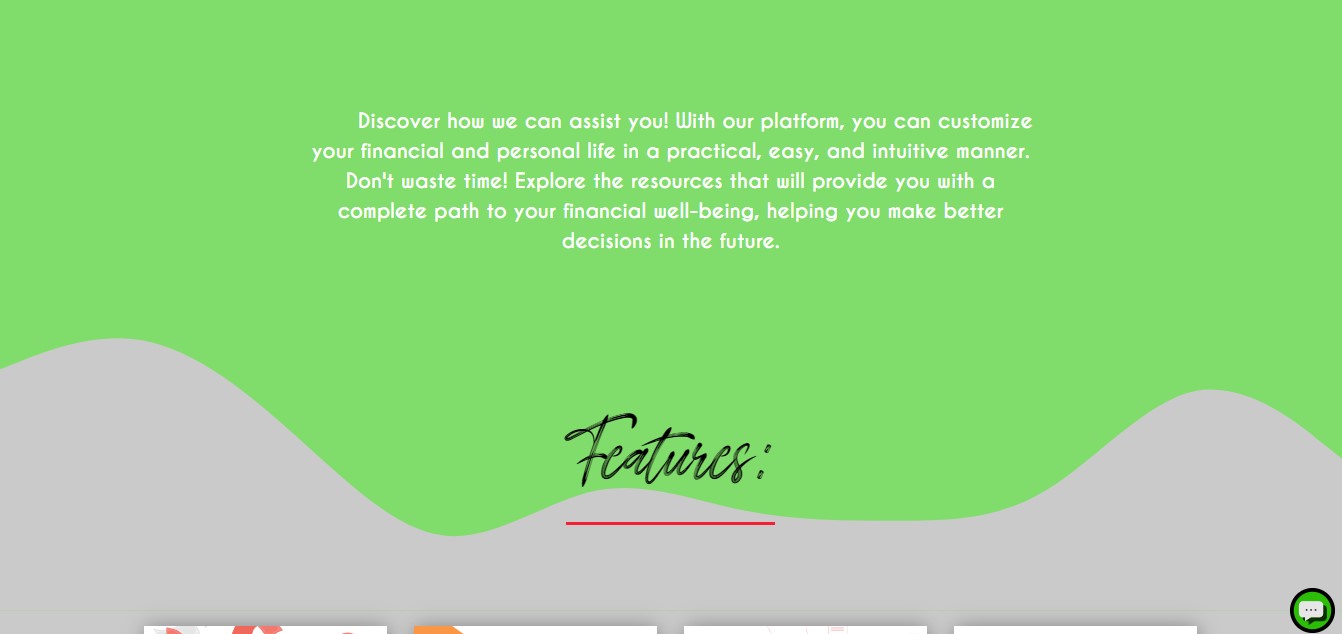 Discover how we can assist you! With our platform, you can customize
your financial and personal life in a practical, easy, and intuitive manner.
Don't waste time! Explore the resources that will provide you with a
complete path to your financial well-being, helping you make better
decisions in the future.
Features: